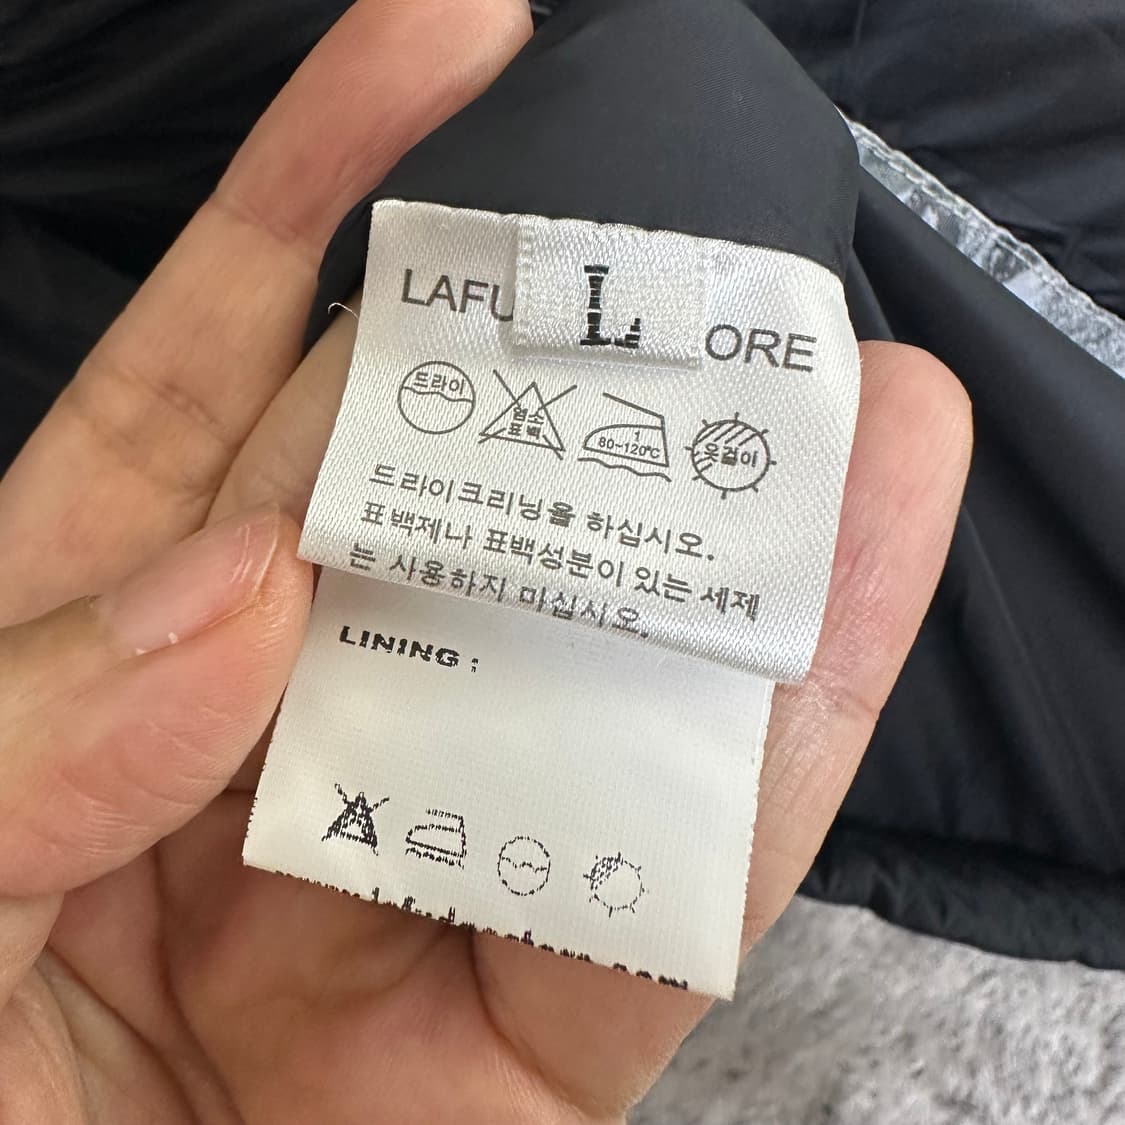 LAFU L ORE
드라이
염소
표백
1
80~120℃
옷걸이
드라이크리닝을 하십시오.
표백제나 표백성분이 있는 세제
는 사용하지 마십시오.
LINING :